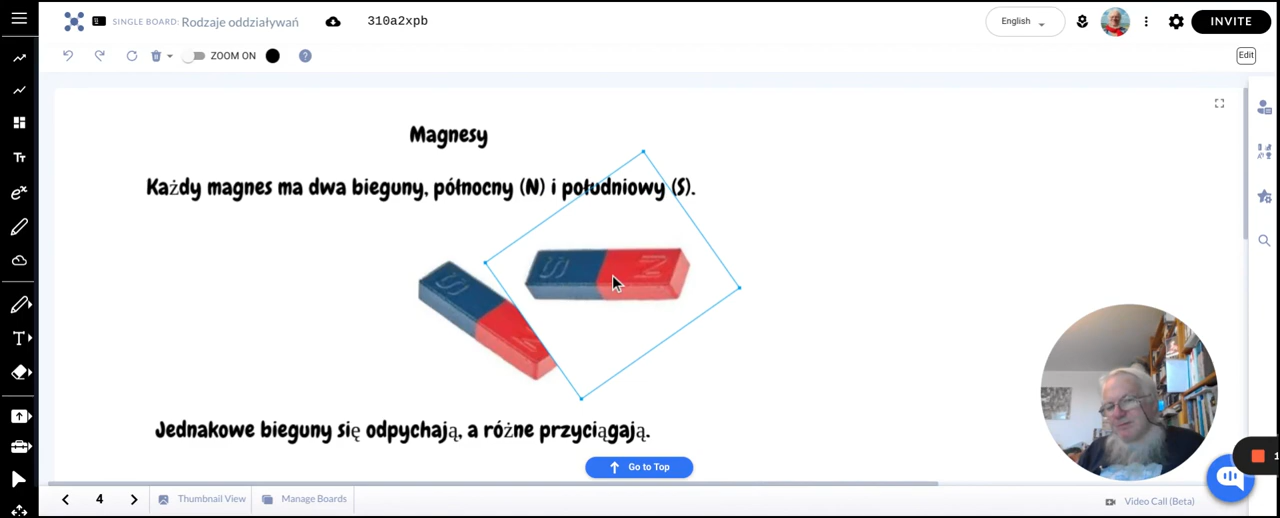 SINGLE BOARD: Rodzaje oddziaływań 310a2xpb English INVITE
ZOOM ON ? Edit
Magnesy
Każdy magnes ma dwa bieguny, północny (N) i południowy (S).
S N
S N
Jednakowe bieguny się odpychają, a różne przyciągają.
Go to Top
4 Thumbnail View Manage Boards Video Call (Beta)